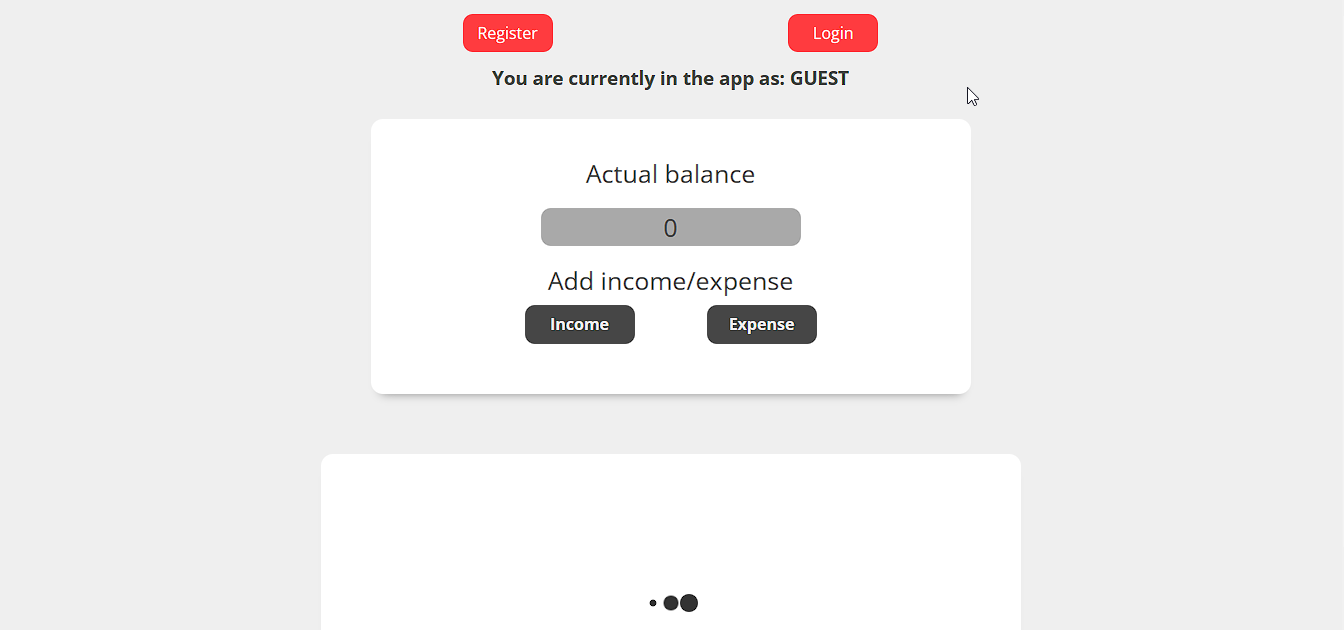 Register
Login
You are currently in the app as: GUEST
Actual balance
0
Add income/expense
Income
Expense